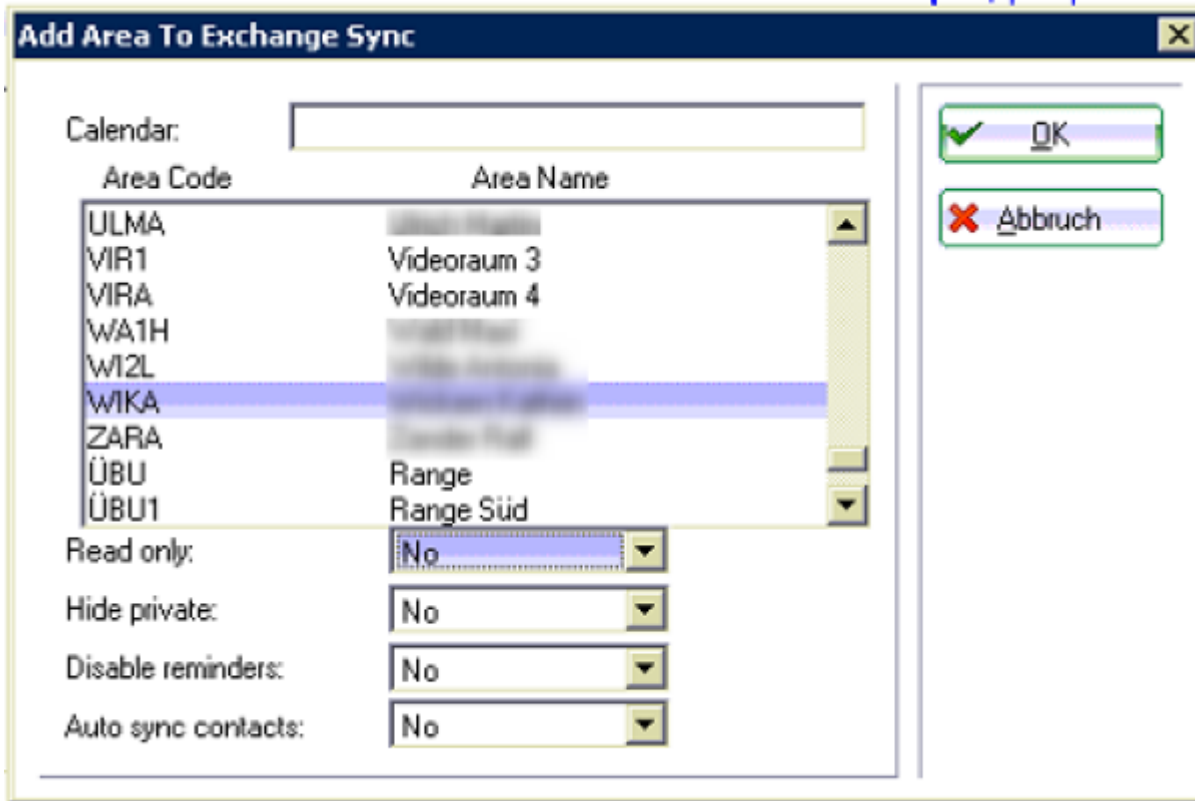 Add Area To Exchange Sync
Calendar:
OK
Area Code Area Name
Abbruch
ULMA
VIR1 Videoraum 3
VIRA Videoraum 4
WA1H
WI2L
WIKA
ZARA
ÜBU Range
ÜBU1 Range Süd
Read only: No
Hide private: No
Disable reminders: No
Auto sync contacts: No